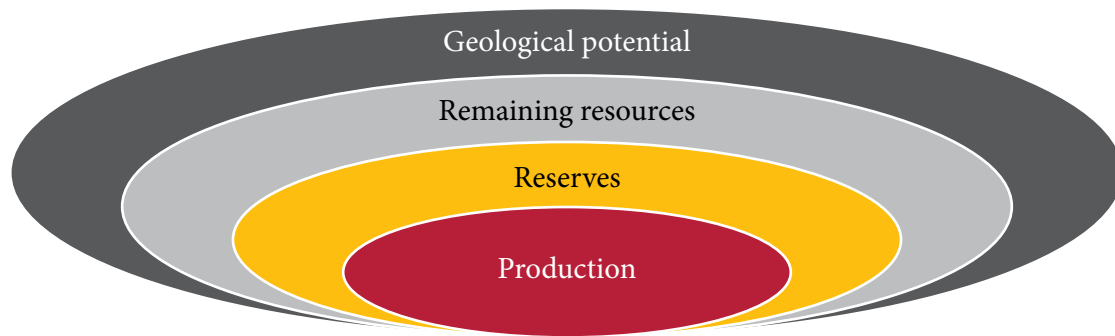 Geological potential
Remaining resources
Reserves
Production